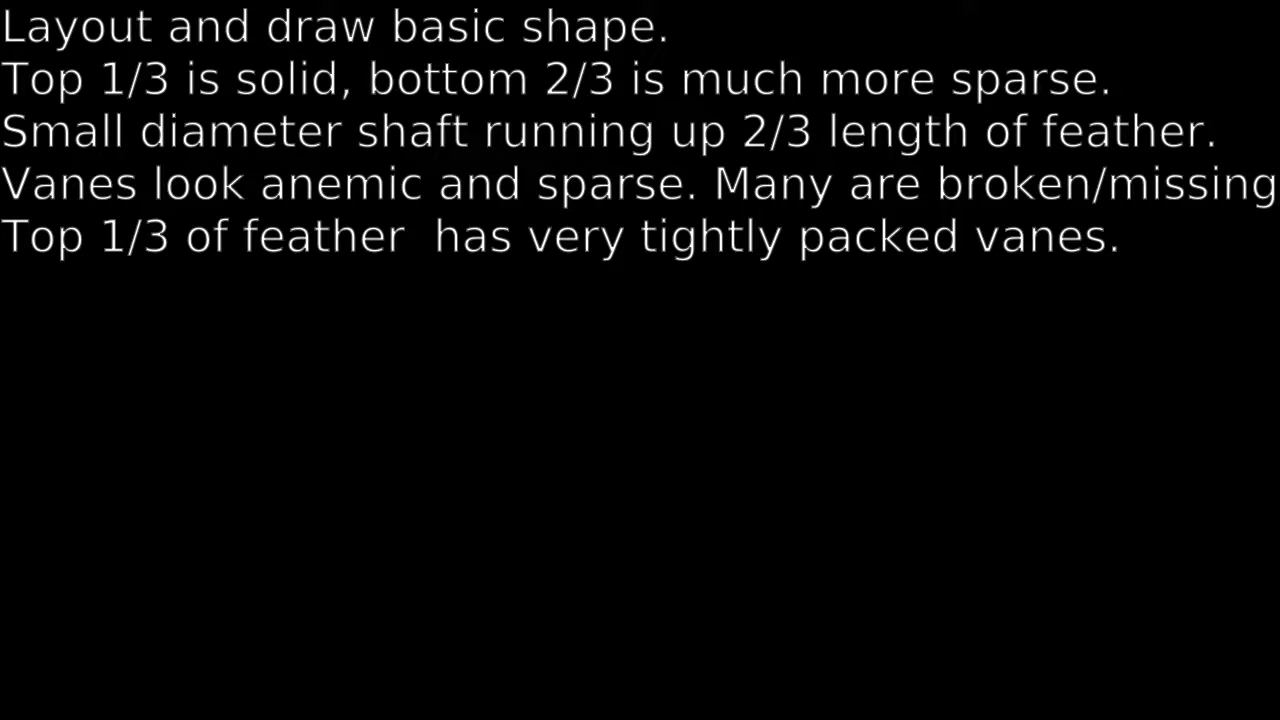 Layout and draw basic shape.
Top 1/3 is solid, bottom 2/3 is much more sparse.
Small diameter shaft running up 2/3 length of feather.
Vanes look anemic and sparse. Many are broken/missing
Top 1/3 of feather  has very tightly packed vanes.